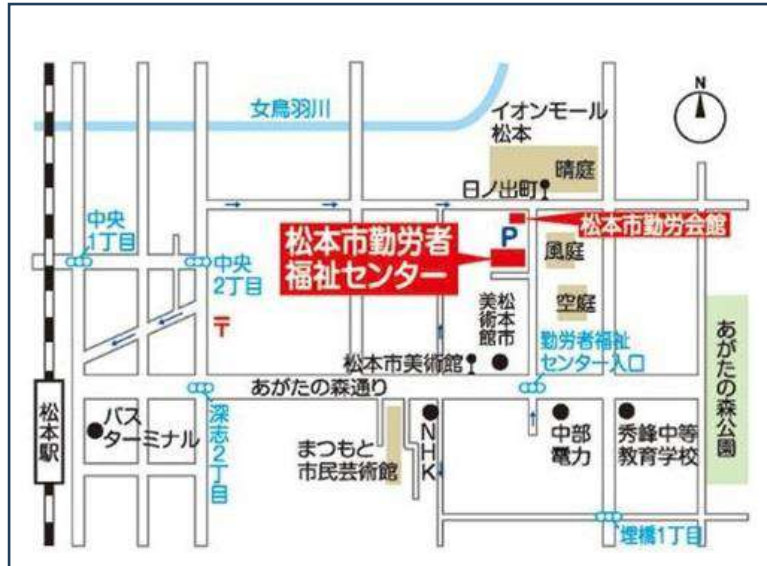 女鳥羽川
イオンモール
松本
晴庭
N
日ノ出町
中央
1丁目
中央
2丁目
松本市勤労者
福祉センター
P
松本市勤労会館
風庭
空庭
〒
松本市
美術館
松本市美術館
勤労者福祉
センター入口
あがたの森公園
あがたの森通り
松本駅
バス
ターミナル
深志2丁目
まつもと
市民芸術館
NHK
中部
電力
秀峰中等
教育学校
埋橋1丁目